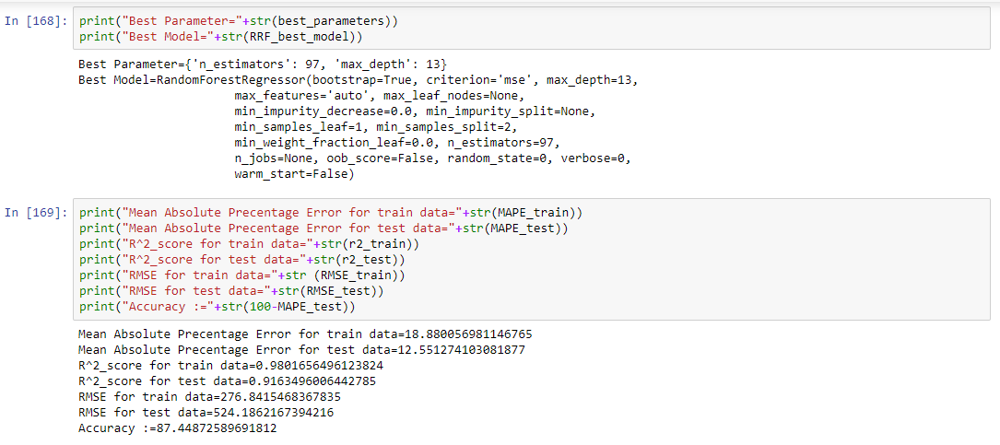 In [168]: print("Best Parameter="+str(best_parameters))
print("Best Model="+str(RRF_best_model))
Best Parameter={'n_estimators': 97, 'max_depth': 13}
Best Model=RandomForestRegressor(bootstrap=True, criterion='mse', max_depth=13,
max_features='auto', max_leaf_nodes=None,
min_impurity_decrease=0.0, min_impurity_split=None,
min_samples_leaf=1, min_samples_split=2,
min_weight_fraction_leaf=0.0, n_estimators=97,
n_jobs=None, oob_score=False, random_state=0, verbose=0,
warm_start=False)
In [169]: print("Mean Absolute Precentage Error for train data="+str(MAPE_train))
print("Mean Absolute Precentage Error for test data="+str(MAPE_test))
print("R^2_score for train data="+str(r2_train))
print("R^2_score for test data="+str(r2_test))
print("RMSE for train data="+str (RMSE_train))
print("RMSE for test data="+str(RMSE_test))
print("Accuracy :="+str(100-MAPE_test))
Mean Absolute Precentage Error for train data=18.880056981146765
Mean Absolute Precentage Error for test data=12.551274103081877
R^2_score for train data=0.9801656496123824
R^2_score for test data=0.9163496006442785
RMSE for train data=276.8415468367835
RMSE for test data=524.1862167394216
Accuracy :=87.44872589691812